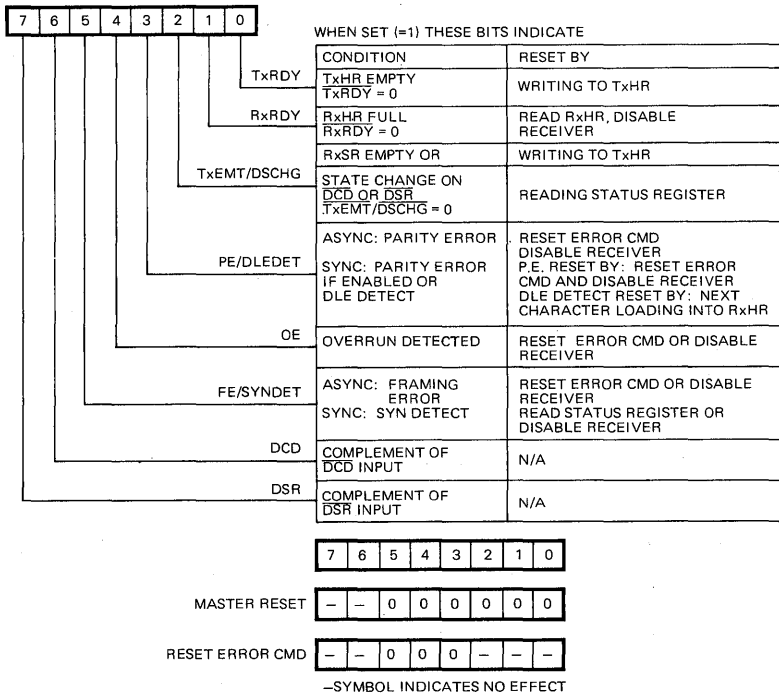 7 6 5 4 3 2 1 0
WHEN SET (=1) THESE BITS INDICATE
CONDITION RESET BY
TxRDY TxHR EMPTY WRITING TO TxHR
TxRDY = 0
RxRDY RxHR FULL READ RxHR, DISABLE
RxRDY = 0 RECEIVER
RxSR EMPTY OR WRITING TO TxHR
TxEMT/DSCHG STATE CHANGE ON
DCD OR DSR READING STATUS REGISTER
TxEMT/DSCHG = 0
ASYNC: PARITY ERROR RESET ERROR CMD
DISABLE RECEIVER
PE/DLEDET SYNC: PARITY ERROR P.E. RESET BY: RESET ERROR
IF ENABLED OR CMD AND DISABLE RECEIVER
DLE DETECT DLE DETECT RESET BY: NEXT
CHARACTER LOADING INTO RxHR
OE OVERRUN DETECTED RESET ERROR CMD OR DISABLE
RECEIVER
ASYNC: FRAMING RESET ERROR CMD OR DISABLE
FE/SYNDET ERROR RECEIVER
SYNC: SYN DETECT READ STATUS REGISTER OR
DISABLE RECEIVER
DCD COMPLEMENT OF N/A
DCD INPUT
DSR COMPLEMENT OF N/A
DSR INPUT
7 6 5 4 3 2 1 0
MASTER RESET – – 0 0 0 0 0 0
RESET ERROR CMD – – 0 0 0 – – –
–SYMBOL INDICATES NO EFFECT